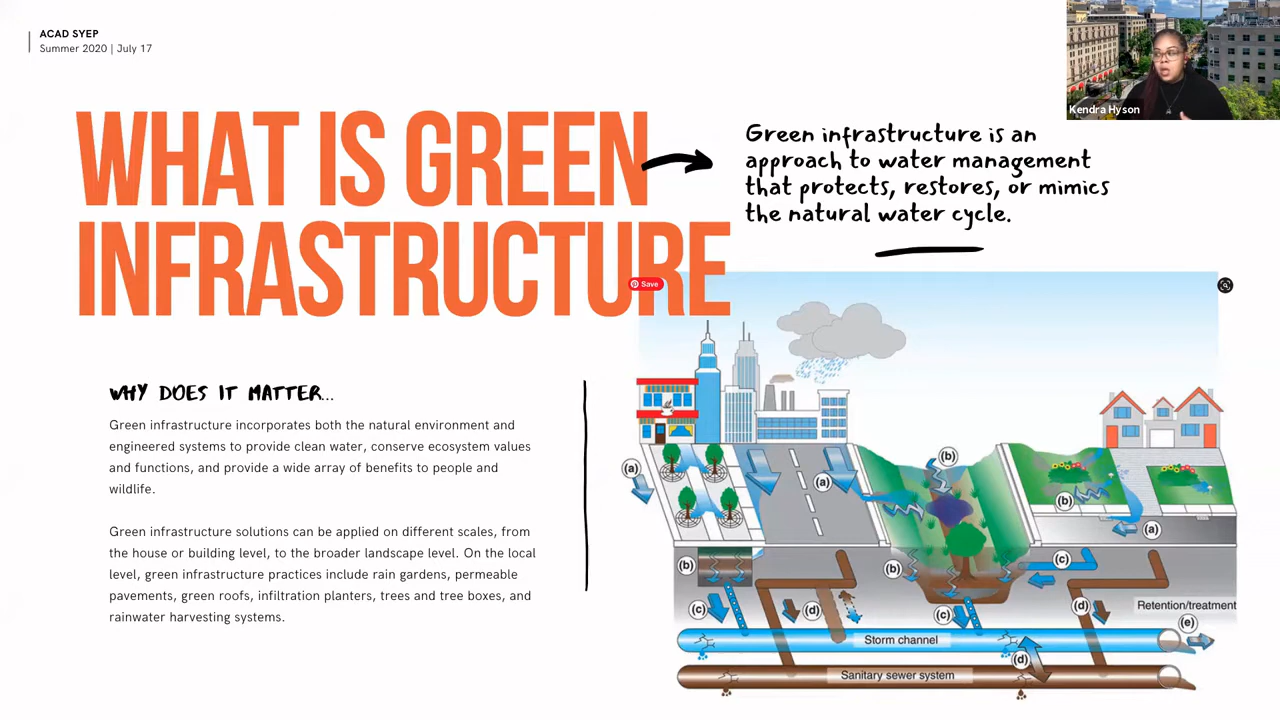 ACAD SYEP
Summer 2020 | July 17
Kendra Hyson
WHAT IS GREEN
INFRASTRUCTURE
Green infrastructure is an
approach to water management
that protects, restores, or mimics
the natural water cycle.
Save
WHY DOES IT MATTER...
Green infrastructure incorporates both the natural environment and
engineered systems to provide clean water, conserve ecosystem values
and functions, and provide a wide array of benefits to people and
wildlife.
Green infrastructure solutions can be applied on different scales, from
the house or building level, to the broader landscape level. On the local
level, green infrastructure practices include rain gardens, permeable
pavements, green roofs, infiltration planters, trees and tree boxes, and
rainwater harvesting systems.
(a)
(a)
(b)
(b)
(a)
(b)
(b)
(c)
(c)
(d)
(c)
(d)
Retention/treatment
(e)
Storm channel
(d)
Sanitary sewer system